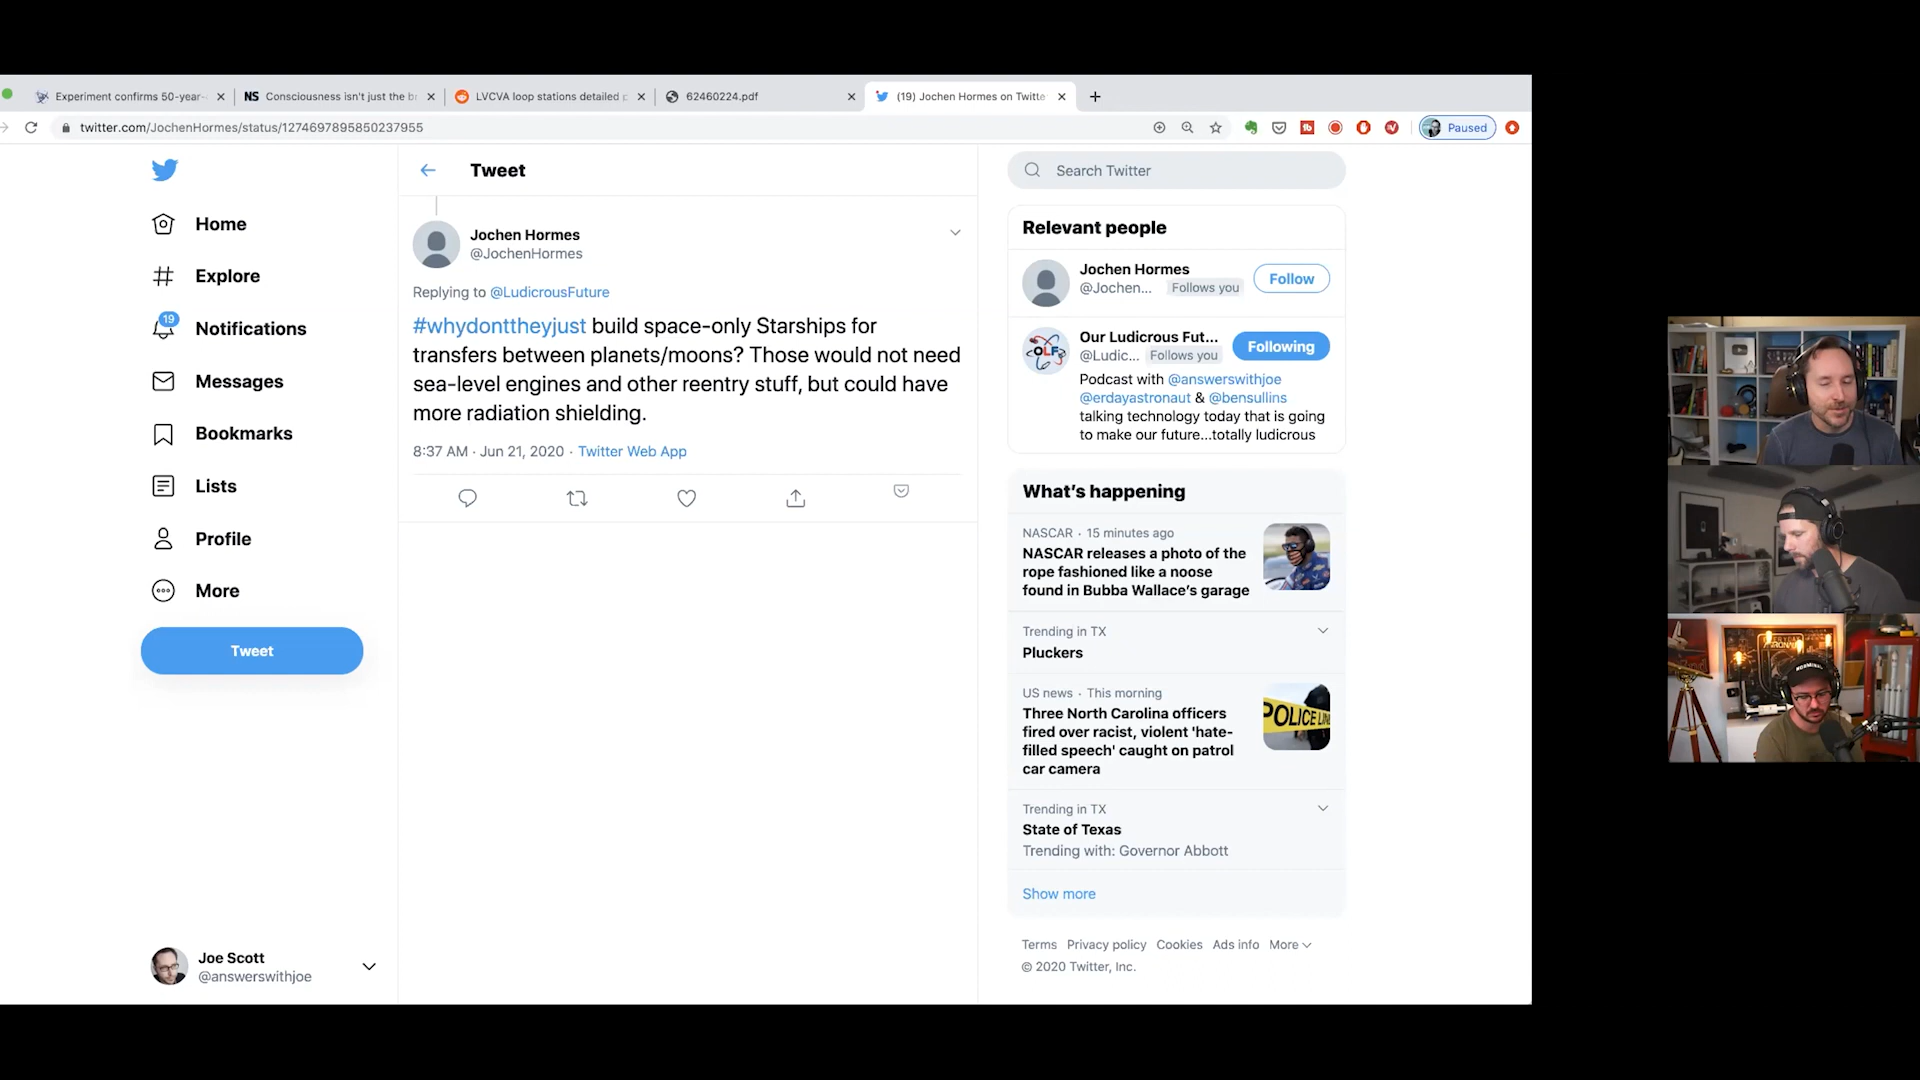 Experiment confirms 50-year-
NS Consciousness isn't just the br
LVCVA loop stations detailed p
62460224.pdf
(19) Jochen Hormes on Twitte
twitter.com/JochenHormes/status/1274697895850237955
Paused
Home
Explore
19
Notifications
Messages
Bookmarks
Lists
Profile
More
Tweet
Joe Scott
@answerswithjoe
Tweet
Jochen Hormes
@JochenHormes
Replying to @LudicrousFuture
#whydonttheyjust build space-only Starships for
transfers between planets/moons? Those would not need
sea-level engines and other reentry stuff, but could have
more radiation shielding.
8:37 AM · Jun 21, 2020 · Twitter Web App
Search Twitter
Relevant people
Jochen Hormes
@Jochen... Follows you
Follow
OLF
Our Ludicrous Fut...
@Ludic... Follows you
Following
Podcast with @answerswithjoe
@erdayastronaut & @bensullins
talking technology today that is going
to make our future...totally ludicrous
What's happening
NASCAR · 15 minutes ago
NASCAR releases a photo of the
rope fashioned like a noose
found in Bubba Wallace's garage
Trending in TX
Pluckers
US news · This morning
Three North Carolina officers
fired over racist, violent 'hate-
filled speech' caught on patrol
car camera
POLICE LIN
Trending in TX
State of Texas
Trending with: Governor Abbott
Show more
Terms Privacy policy Cookies Ads info More
© 2020 Twitter, Inc.